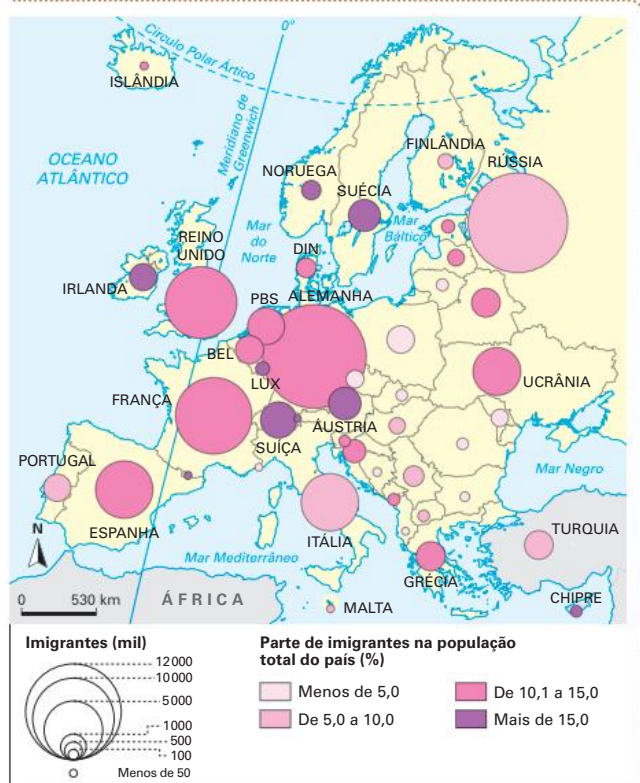 Círculo Polar Ártico
0°
ISLÂNDIA
Meridiano de
Greenwich
OCEANO
ATLÂNTICO
FINLÂNDIA
NORUEGA
RÚSSIA
SUÉCIA
REINO
UNIDO
Mar
do
Norte
Mar
Báltico
DIN
IRLANDA
PBS
ALEMANHA
BEL
LUX
FRANÇA
UCRÂNIA
ÁUSTRIA
SUÍÇA
PORTUGAL
Mar Negro
N
ESPANHA
ITÁLIA
TURQUIA
Mar Mediterrâneo
GRÉCIA
0 530 km
ÁFRICA
MALTA
CHIPRE
Imigrantes (mil)
12 000
10 000
5000
1000
500
100
Menos de 50
Parte de imigrantes na população
total do país (%)
Menos de 5,0
De 5,0 a 10,0
De 10,1 a 15,0
Mais de 15,0